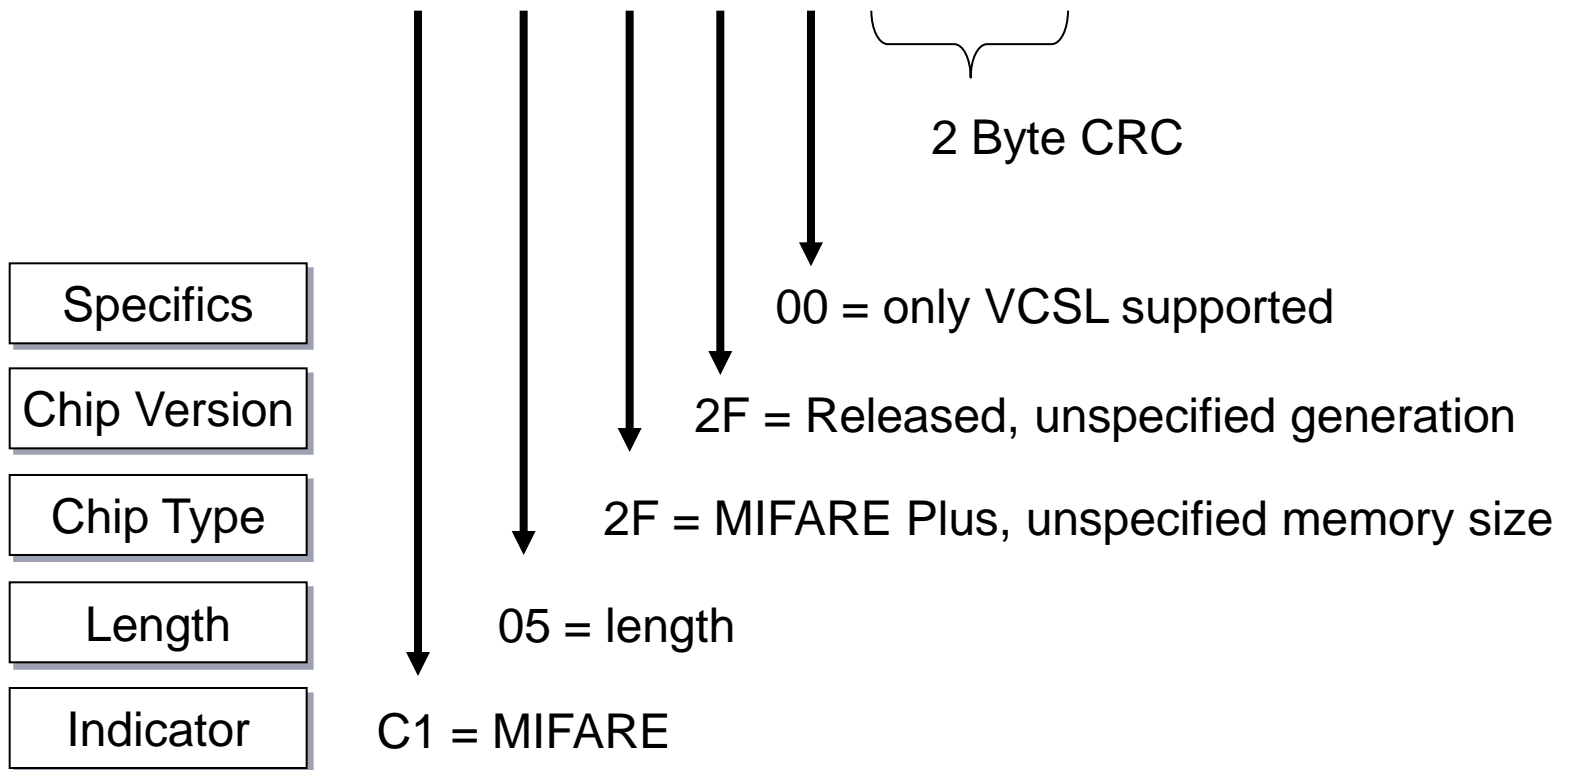 2 Byte CRC
Specifics
00 = only VCSL supported
Chip Version
2F = Released, unspecified generation
Chip Type
2F = MIFARE Plus, unspecified memory size
Length
05 = length
Indicator
C1 = MIFARE